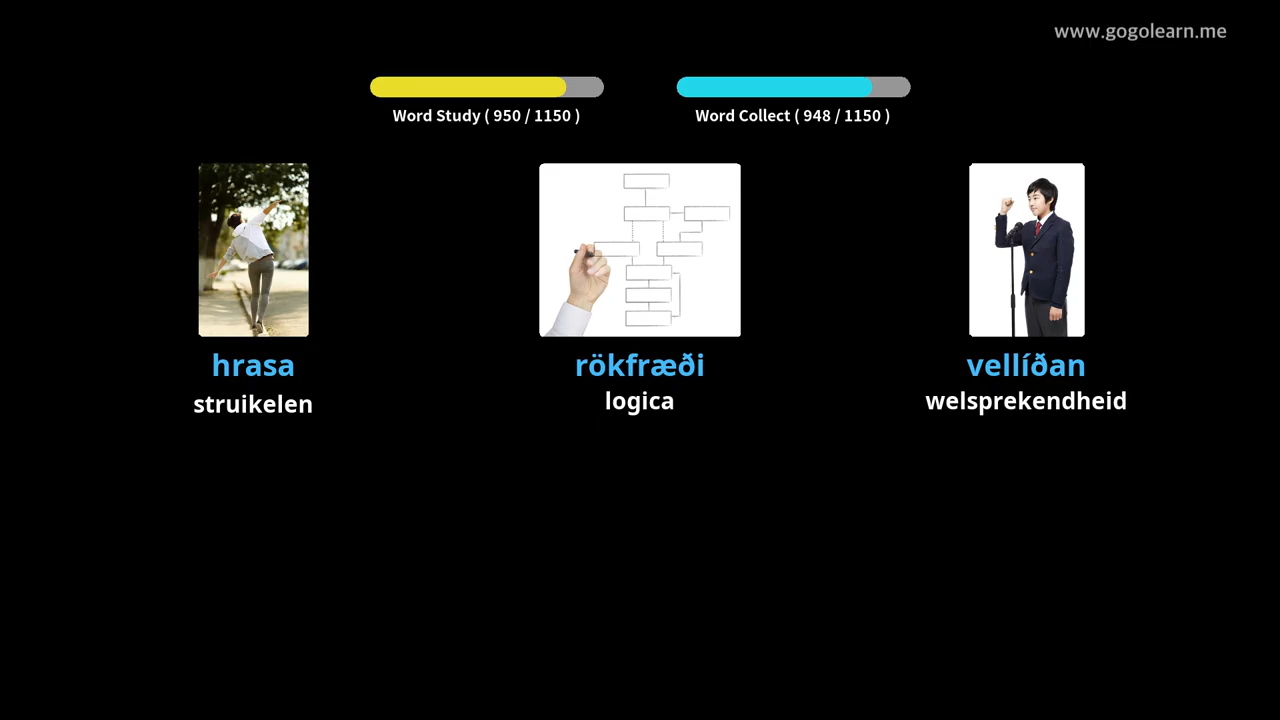 www.gogolearn.me
Word Study ( 950 / 1150 )
Word Collect ( 948 / 1150 )
hrasa
struikelen
rökfræði
logica
vellíðan
welsprekendheid